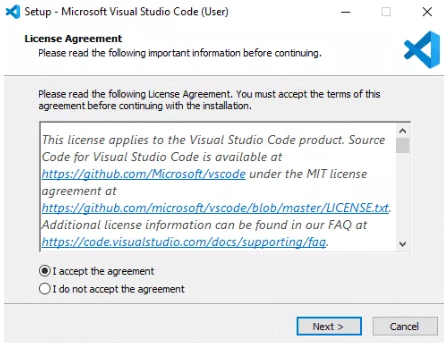 Setup - Microsoft Visual Studio Code (User)
License Agreement
Please read the following important information before continuing.
Please read the following License Agreement. You must accept the terms of this
agreement before continuing with the installation.
This license applies to the Visual Studio Code product. Source
Code for Visual Studio Code is available at
https://github.com/Microsoft/vscode under the MIT license
agreement at
https://github.com/microsoft/vscode/blob/master/LICENSE.txt.
Additional license information can be found in our FAQ at
https://code.visualstudio.com/docs/supporting/faq.
I accept the agreement
I do not accept the agreement
Next >
Cancel